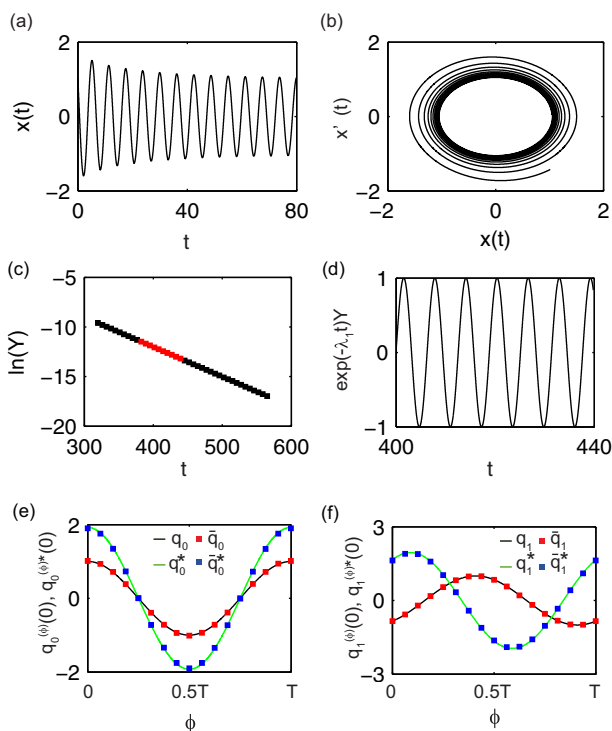 (a)
(b)
2
0
−2
x(t)
0
40
80
t
2
0
−2
x' (t)
−2
0
2
x(t)
(c)
(d)
−5
−10
−15
−20
ln(Y)
300
400
500
600
t
1
0
−1
exp(-λ₁t)Y
400
440
t
(e)
(f)
2
0
−2
q₀^(ϕ)(0), q₀^(ϕ)*(0)
q₀ q̄₀
q₀* q̄₀*
0
0.5T
T
ϕ
3
0
−3
q₁^(ϕ)(0), q₁^(ϕ)*(0)
q₁ q̄₁
q₁* q̄₁*
0
0.5T
T
ϕ